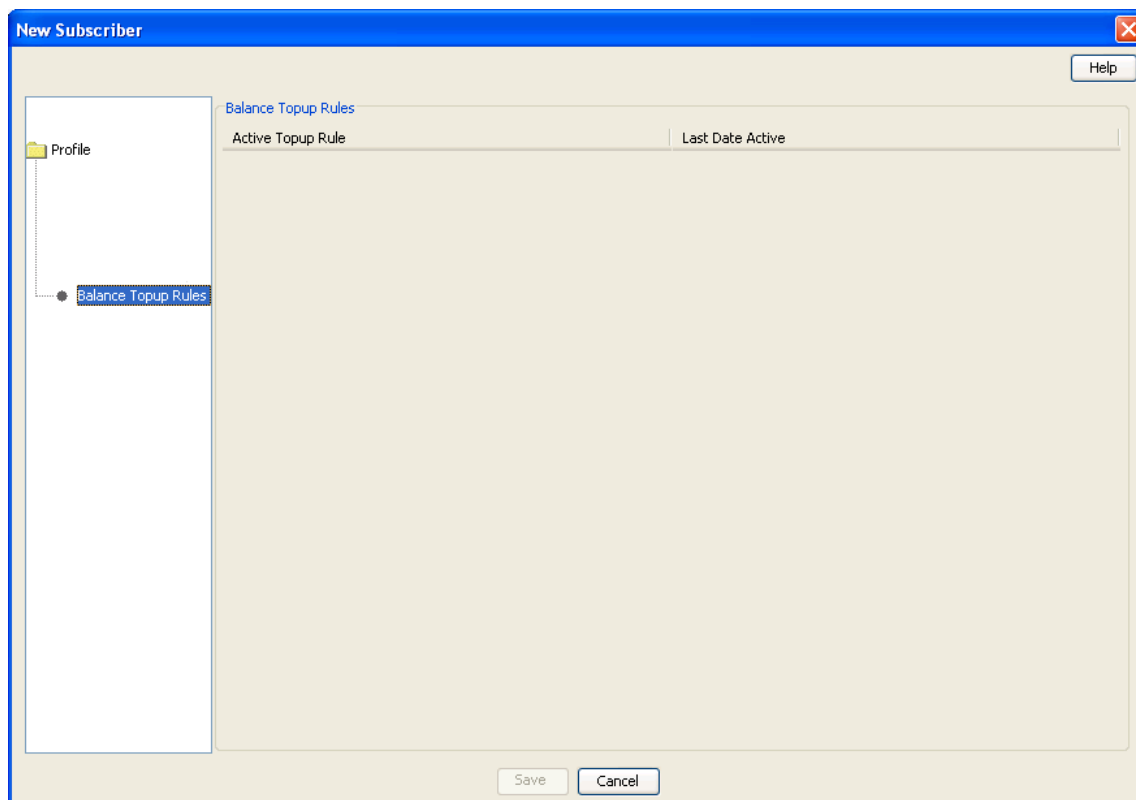 New Subscriber
Help
Profile
Balance Topup Rules
Balance Topup Rules
Active Topup Rule Last Date Active
Save Cancel